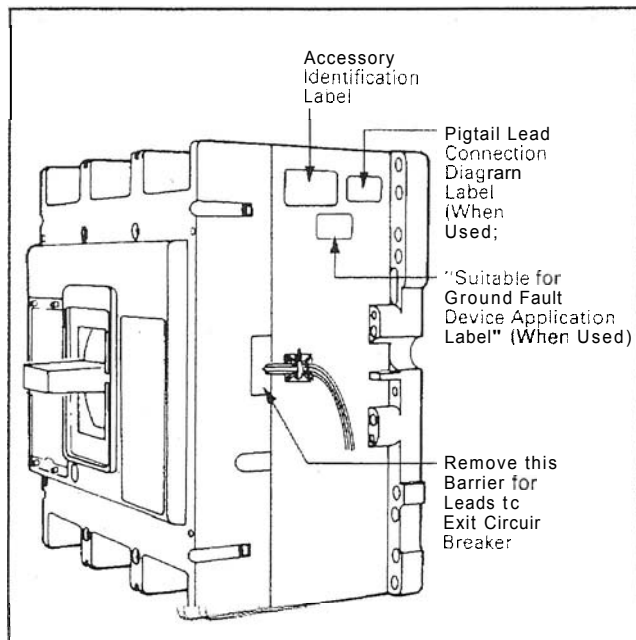 Accessory
Identification
Label
Pigtail Lead
Connection
Diagrarn
Label
(When
Used;
"Suitable for
Ground Fault
Device Application
Label" (When Used)
Remove this
Barrier for
Leads tc
Exit Circuir
Breaker